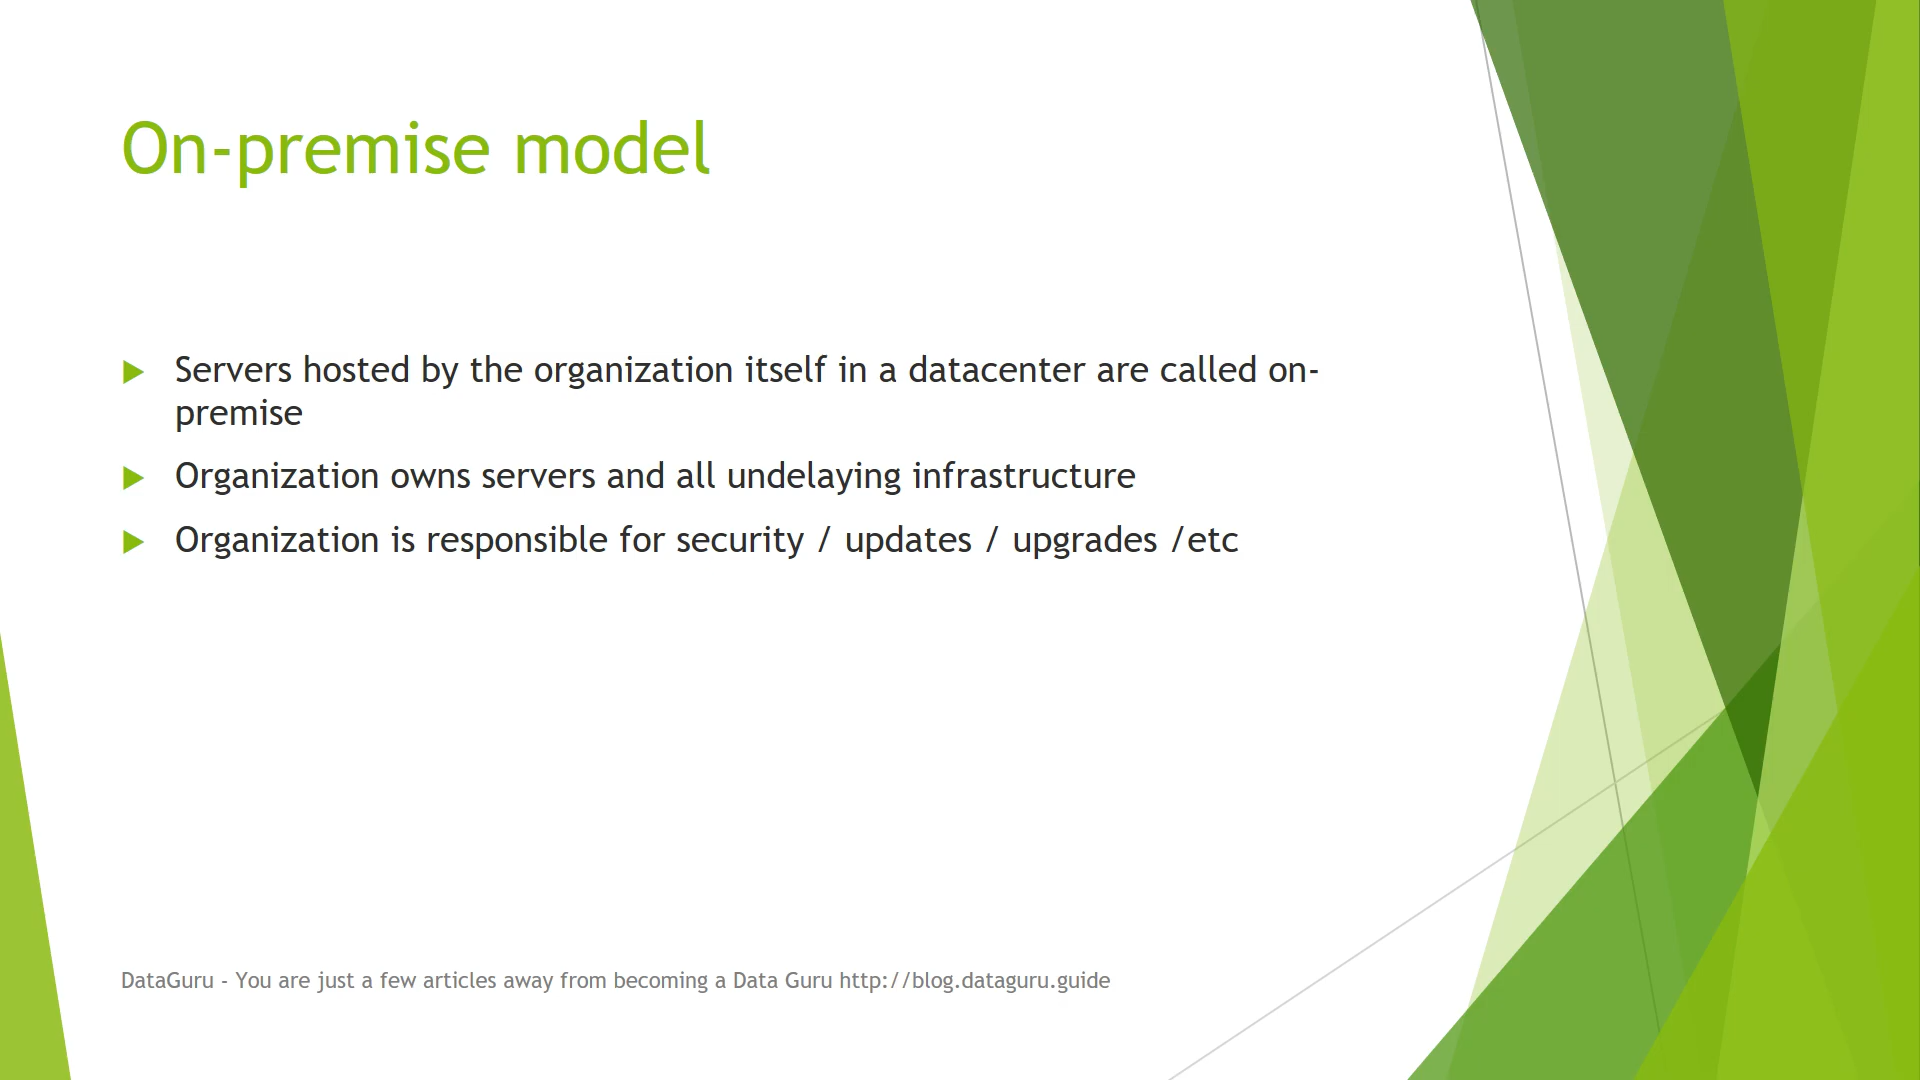 On-premise model
Servers hosted by the organization itself in a datacenter are called on-
premise
Organization owns servers and all undelaying infrastructure
Organization is responsible for security / updates / upgrades /etc
DataGuru - You are just a few articles away from becoming a Data Guru http://blog.dataguru.guide